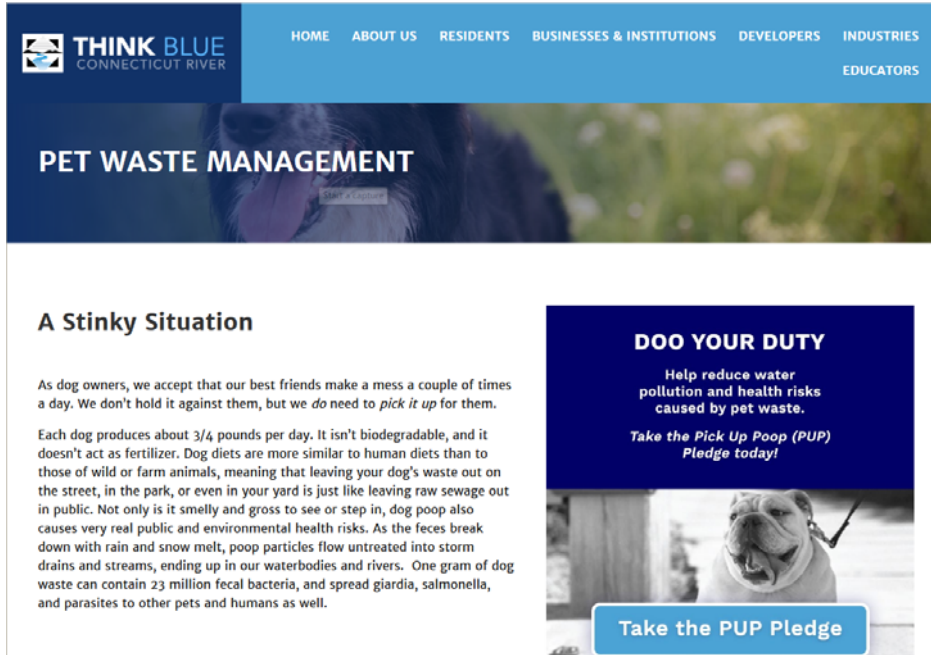 THINK BLUE
CONNECTICUT RIVER
HOME ABOUT US RESIDENTS BUSINESSES & INSTITUTIONS DEVELOPERS INDUSTRIES
EDUCATORS
PET WASTE MANAGEMENT
Start a capture
A Stinky Situation
As dog owners, we accept that our best friends make a mess a couple of times
a day. We don't hold it against them, but we do need to pick it up for them.
Each dog produces about 3/4 pounds per day. It isn't biodegradable, and it
doesn't act as fertilizer. Dog diets are more similar to human diets than to
those of wild or farm animals, meaning that leaving your dog's waste out on
the street, in the park, or even in your yard is just like leaving raw sewage out
in public. Not only is it smelly and gross to see or step in, dog poop also
causes very real public and environmental health risks. As the feces break
down with rain and snow melt, poop particles flow untreated into storm
drains and streams, ending up in our waterbodies and rivers. One gram of dog
waste can contain 23 million fecal bacteria, and spread giardia, salmonella,
and parasites to other pets and humans as well.
DOO YOUR DUTY
Help reduce water
pollution and health risks
caused by pet waste.
Take the Pick Up Poop (PUP)
Pledge today!
Take the PUP Pledge